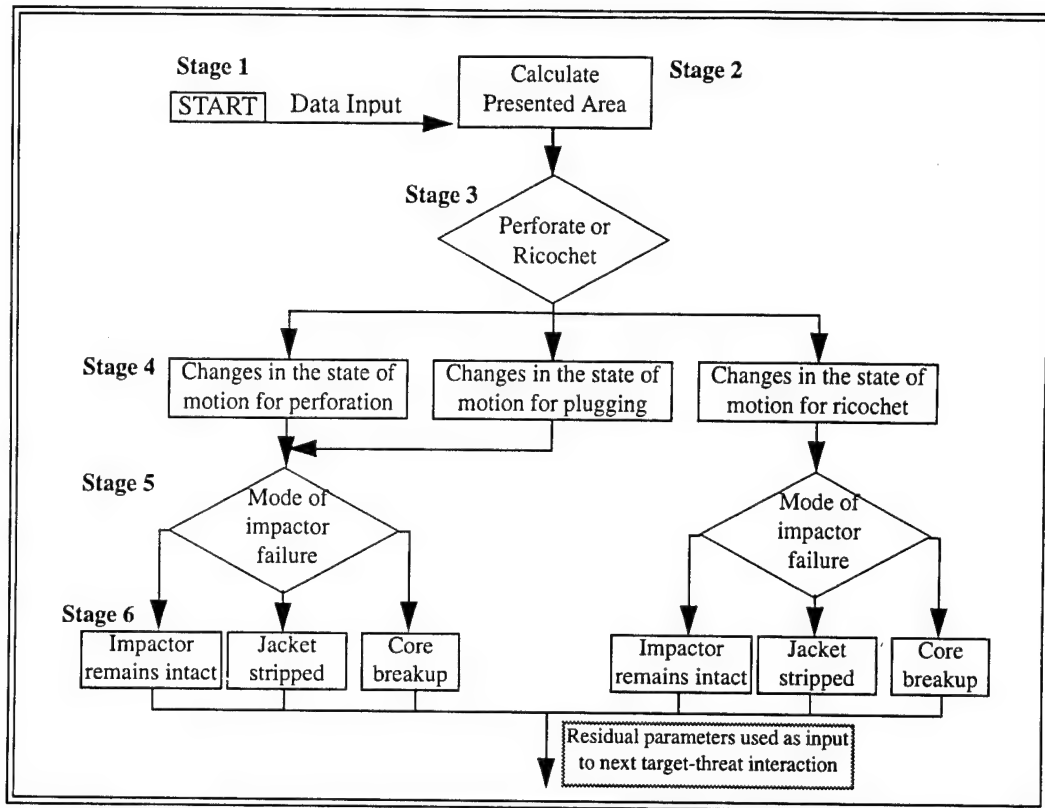 Stage 1
START
Data Input
Calculate
Presented Area
Stage 2
Stage 3
Perforate or
Ricochet
Stage 4
Changes in the state of
motion for perforation
Changes in the state of
motion for plugging
Changes in the state of
motion for ricochet
Stage 5
Mode of
impactor
failure
Mode of
impactor
failure
Stage 6
Impactor
remains intact
Jacket
stripped
Core
breakup
Impactor
remains intact
Jacket
stripped
Core
breakup
Residual parameters used as input
to next target-threat interaction